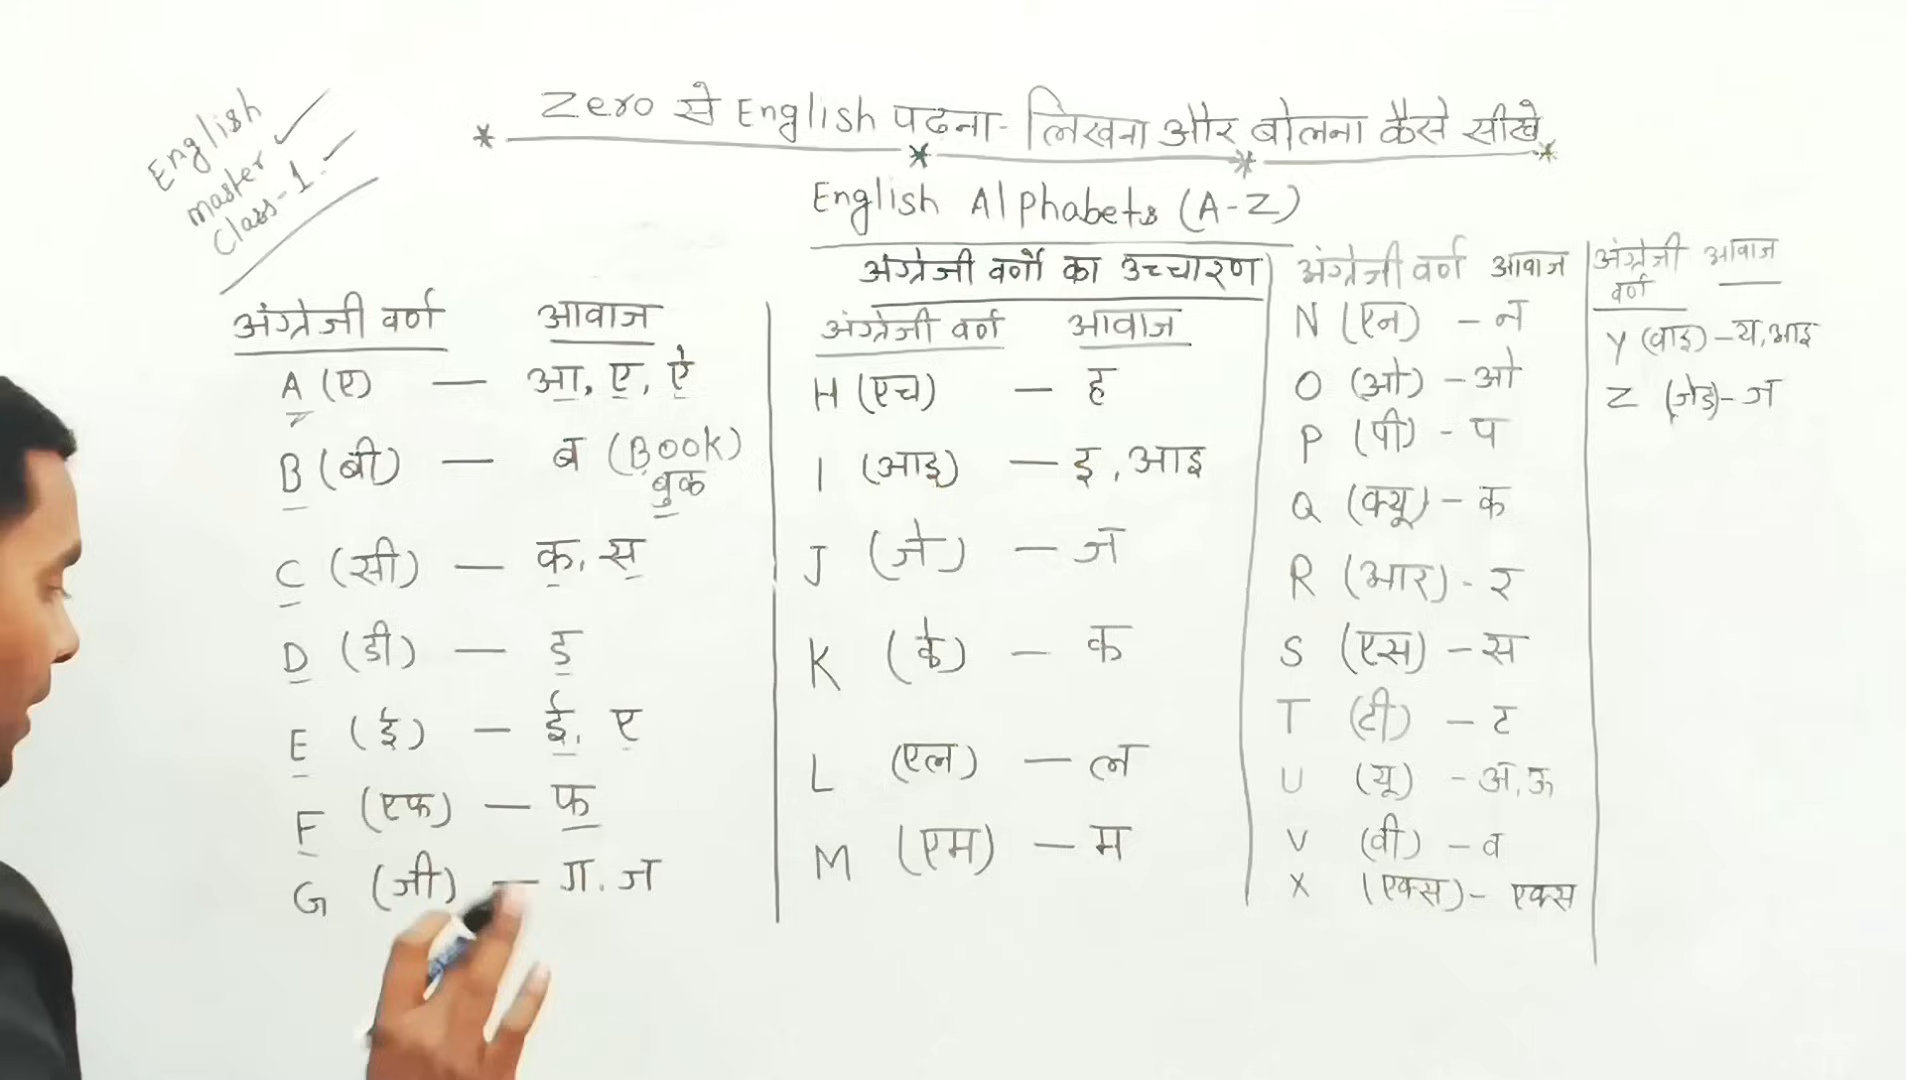 English
master
Class-1.
Zero से English पढना-लिखना और बोलना कैसे सीखे
English Alphabets (A-Z)
अंग्रेजी वर्णों का उच्चारण
अंग्रेजी वर्ण आवाज
A (ए) — आ, ए, ऐ
B (बी) — ब (Book)
बुक
C (सी) — क, स
D (डी) — ड
E (ई) — ई, ए
F (एफ) — फ
G (जी) — ग, ज
अंग्रेजी वर्ण आवाज
H (एच) — ह
I (आइ) — इ, आइ
J (जे) — ज
K (के) — क
L (एल) — ल
M (एम) — म
अंग्रेजी वर्ण आवाज
N (एन) - न
O (ओ) - ओ
P (पी) - प
Q (क्यू) - क
R (आर) - र
S (एस) - स
T (टी) - ट
U (यू) - अ, ऊ
V (वी) - व
X (एक्स) - एक्स
अंग्रेजी आवाज
वर्ण
Y (वाइ) - य, आइ
Z (जेड) - ज